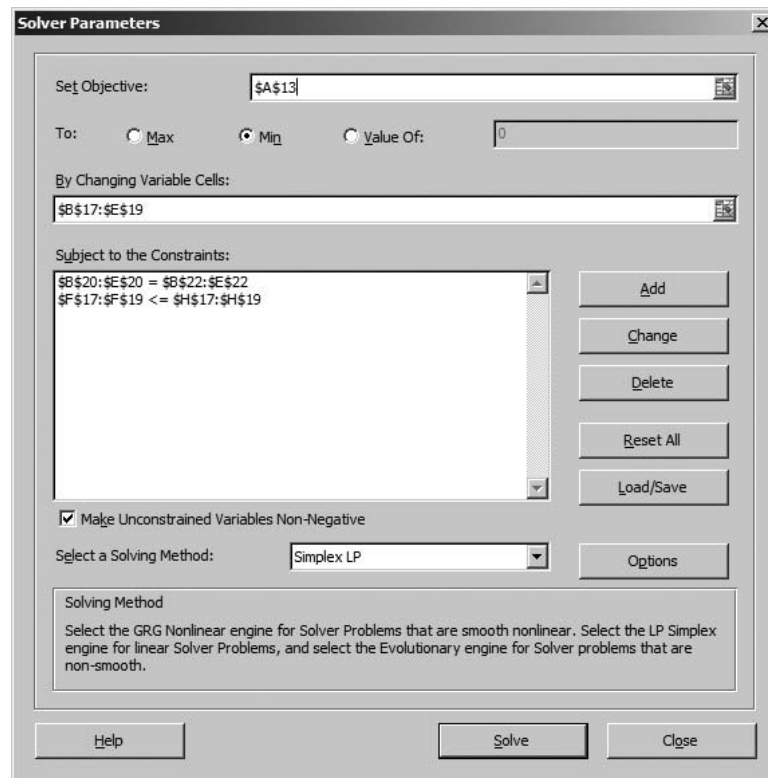 Solver Parameters
Set Objective:
$A$13
To:
Max
Min
Value Of:
0
By Changing Variable Cells:
$B$17:$E$19
Subject to the Constraints:
$B$20:$E$20 = $B$22:$E$22
$F$17:$F$19 <= $H$17:$H$19
Add
Change
Delete
Reset All
Load/Save
Make Unconstrained Variables Non-Negative
Select a Solving Method:
Simplex LP
Options
Solving Method
Select the GRG Nonlinear engine for Solver Problems that are smooth nonlinear. Select the LP Simplex
engine for linear Solver Problems, and select the Evolutionary engine for Solver problems that are
non-smooth.
Help
Solve
Close